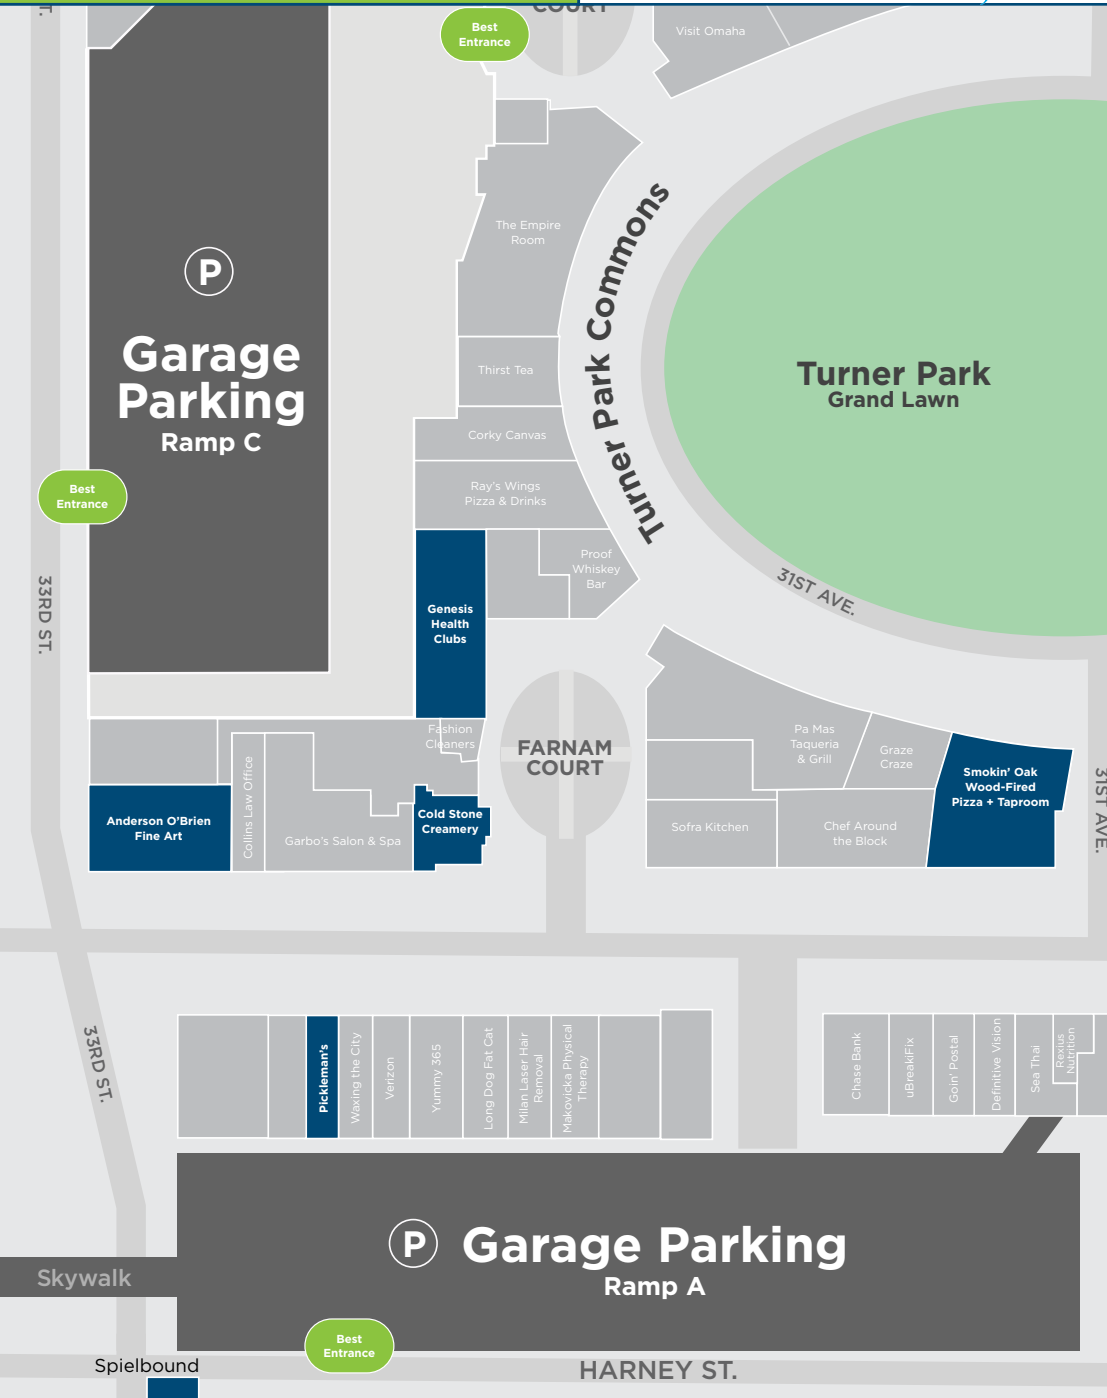 T.
Best
Entrance
COURT
Visit Omaha
The Empire
Room
Turner Park Commons
P
Garage
Parking
Ramp C
Thirst Tea
Turner Park
Grand Lawn
Corky Canvas
Best
Entrance
Ray's Wings
Pizza & Drinks
Proof
Whiskey
Bar
31ST AVE.
33RD ST.
Genesis
Health
Clubs
Fashion
Cleaners
FARNAM
COURT
Pa Mas
Taqueria
& Grill
Graze
Craze
Smokin' Oak
Wood-Fired
Pizza + Taproom
31ST AVE.
Anderson O'Brien
Fine Art
Collins Law Office
Garbo's Salon & Spa
Cold Stone
Creamery
Sofra Kitchen
Chef Around
the Block
33RD ST.
Pickleman's
Waxing the City
Verizon
Yummy 365
Long Dog Fat Cat
Milan Laser Hair
Removal
Makovicka Physical
Therapy
Chase Bank
uBreakiFix
Goin' Postal
Definitive Vision
Sea Thai
Rexius
Nutrition
P
Garage Parking
Ramp A
Skywalk
Best
Entrance
Spielbound
HARNEY ST.